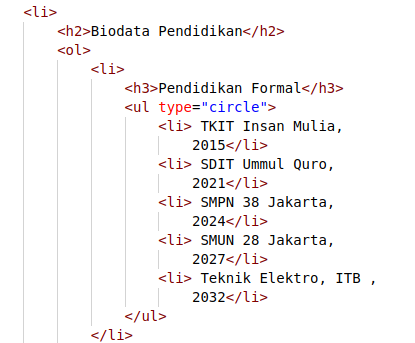 <li>
<h2>Biodata Pendidikan</h2>
<ol>
<li>
<h3>Pendidikan Formal</h3>
<ul type="circle">
<li> TKIT Insan Mulia,
2015</li>
<li> SDIT Ummul Quro,
2021</li>
<li> SMPN 38 Jakarta,
2024</li>
<li> SMUN 28 Jakarta,
2027</li>
<li> Teknik Elektro, ITB ,
2032</li>
</ul>
</li>